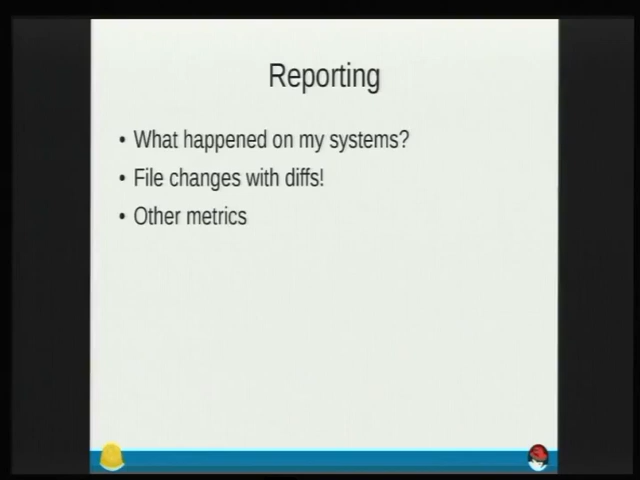 Reporting
• What happened on my systems?
• File changes with diffs!
• Other metrics